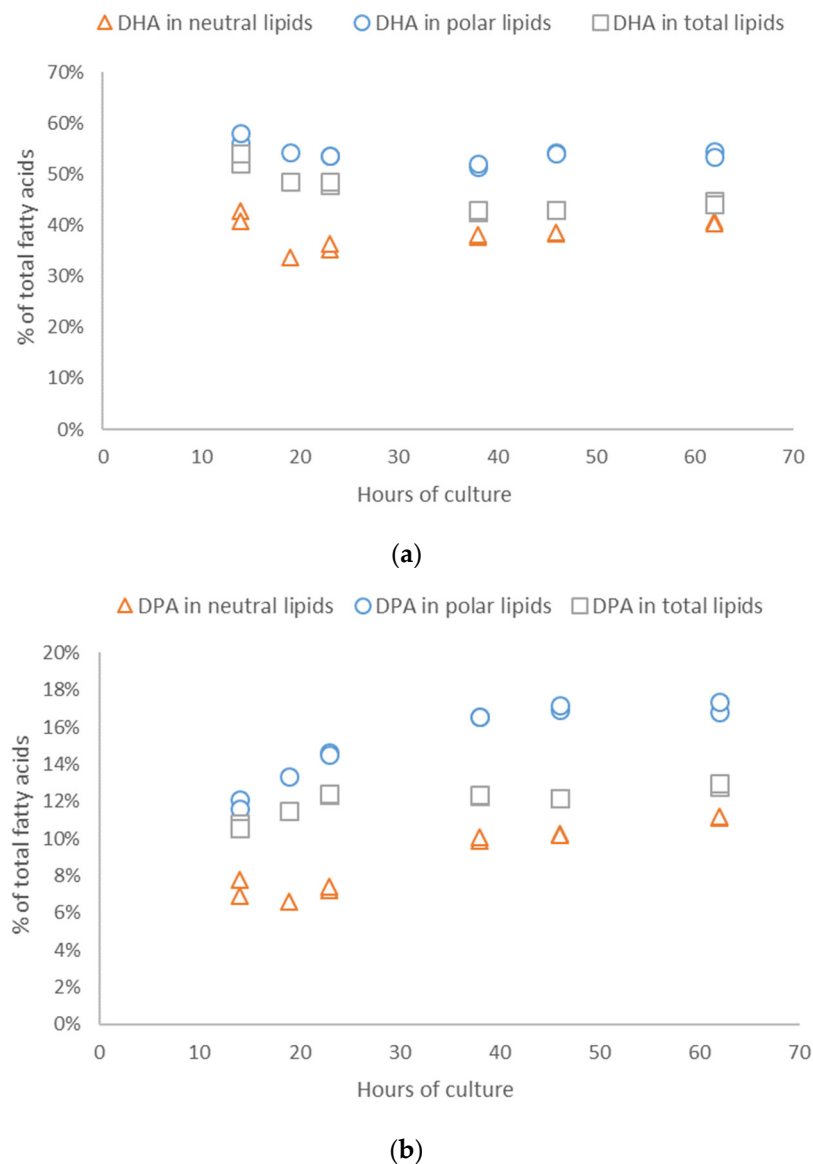 DHA in neutral lipids DHA in polar lipids DHA in total lipids
70%
60%
50%
40%
30%
20%
10%
0%
% of total fatty acids
0 10 20 30 40 50 60 70
Hours of culture
(a)
DPA in neutral lipids DPA in polar lipids DPA in total lipids
20%
18%
16%
14%
12%
10%
8%
6%
4%
2%
0%
% of total fatty acids
0 10 20 30 40 50 60 70
Hours of culture
(b)